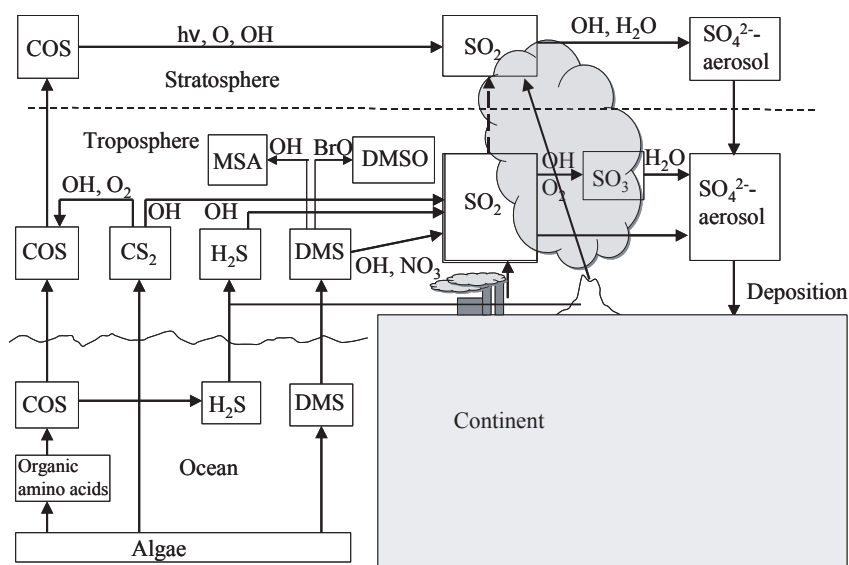 COS
hν, O, OH
SO₂
OH, H₂O
SO₄²⁻-
aerosol
Stratosphere
Troposphere
MSA
OH
BrO
DMSO
OH, O₂
OH
OH
SO₂
OH
O₂
SO₃
H₂O
SO₄²⁻-
aerosol
COS
CS₂
H₂S
DMS
OH, NO₃
Deposition
COS
H₂S
DMS
Continent
Organic
amino acids
Ocean
Algae